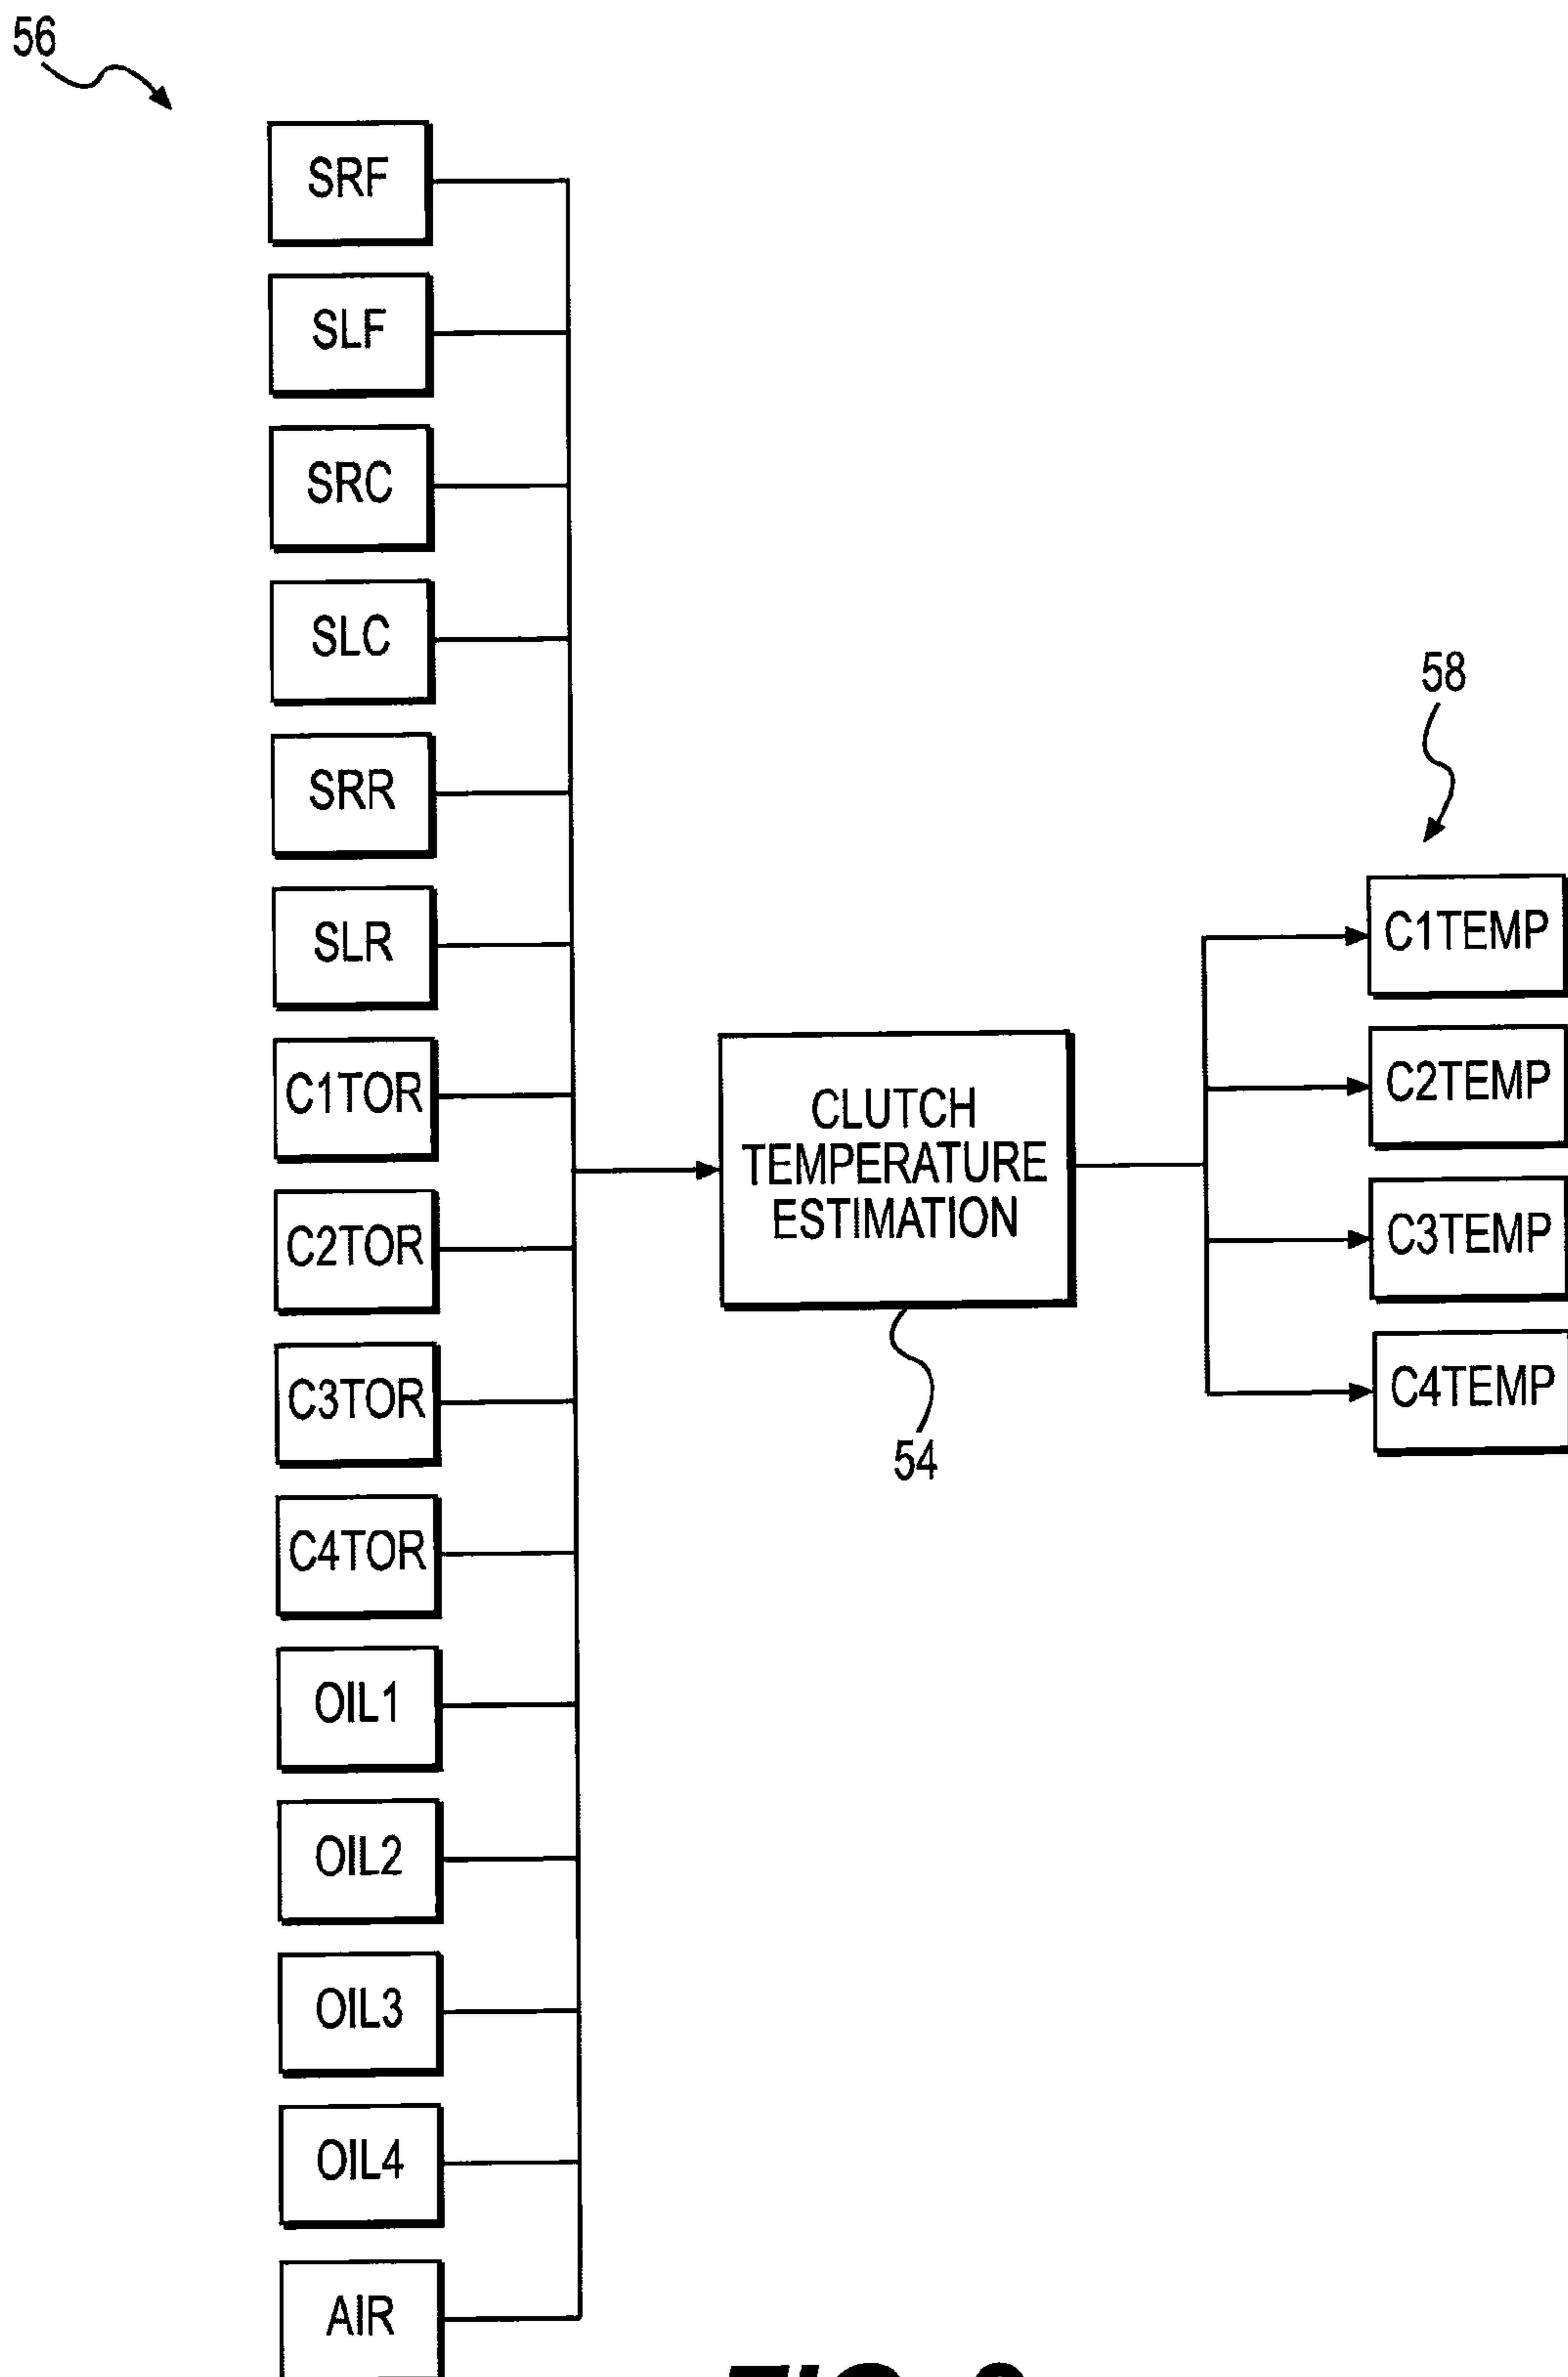 56
SRF
SLF
SRC
SLC
SRR
SLR
C1TOR
C2TOR
C3TOR
C4TOR
OIL1
OIL2
OIL3
OIL4
AIR
CLUTCH
TEMPERATURE
ESTIMATION
54
58
C1TEMP
C2TEMP
C3TEMP
C4TEMP